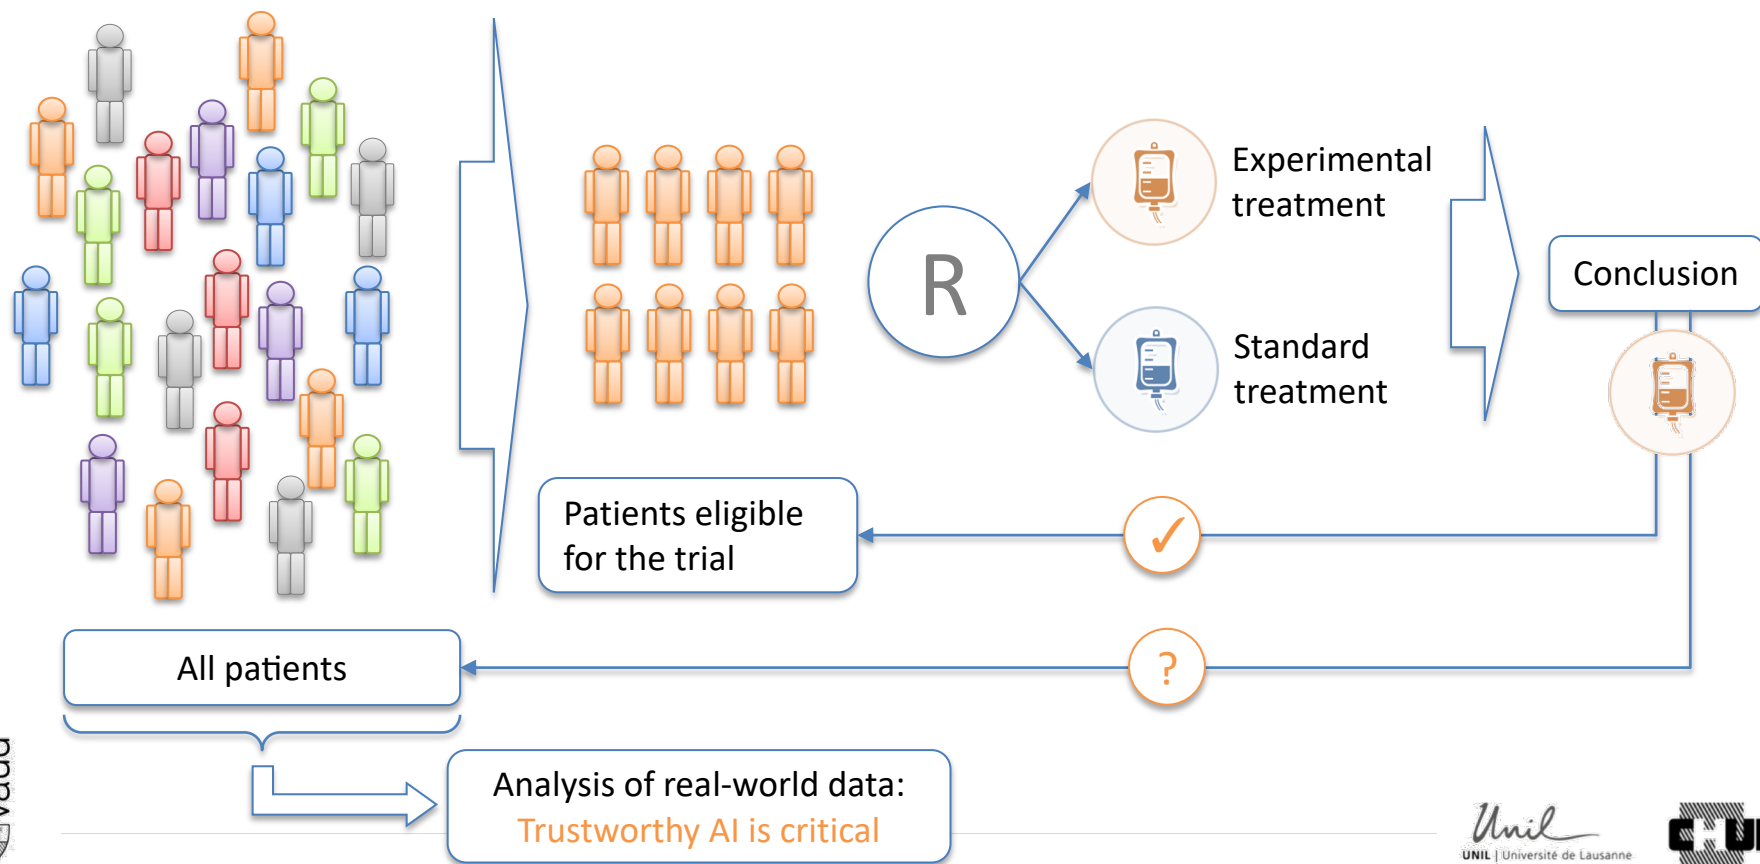 R
Experimental
treatment
Standard
treatment
Conclusion
Patients eligible
for the trial
✓
?
All patients
Analysis of real-world data:
Trustworthy AI is critical
Unil
UNIL | Université de Lausanne